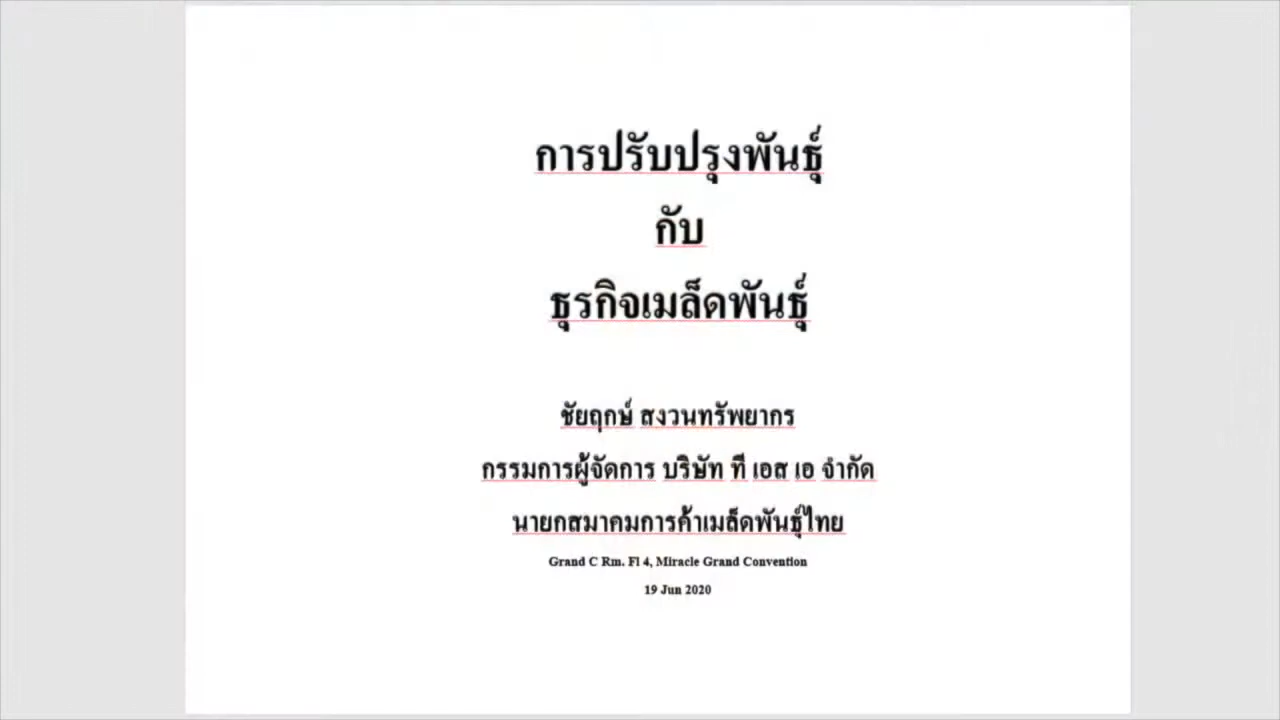 การปรับปรุงพันธุ์
กับ
ธุรกิจเมล็ดพันธุ์
ชัยฤกษ์ สงวนทรัพยากร
กรรมการผู้จัดการ บริษัท ที เอส เอ จำกัด
นายกสมาคมการค้าเมล็ดพันธุ์ไทย
Grand C Rm. Fl 4, Miracle Grand Convention
19 Jun 2020